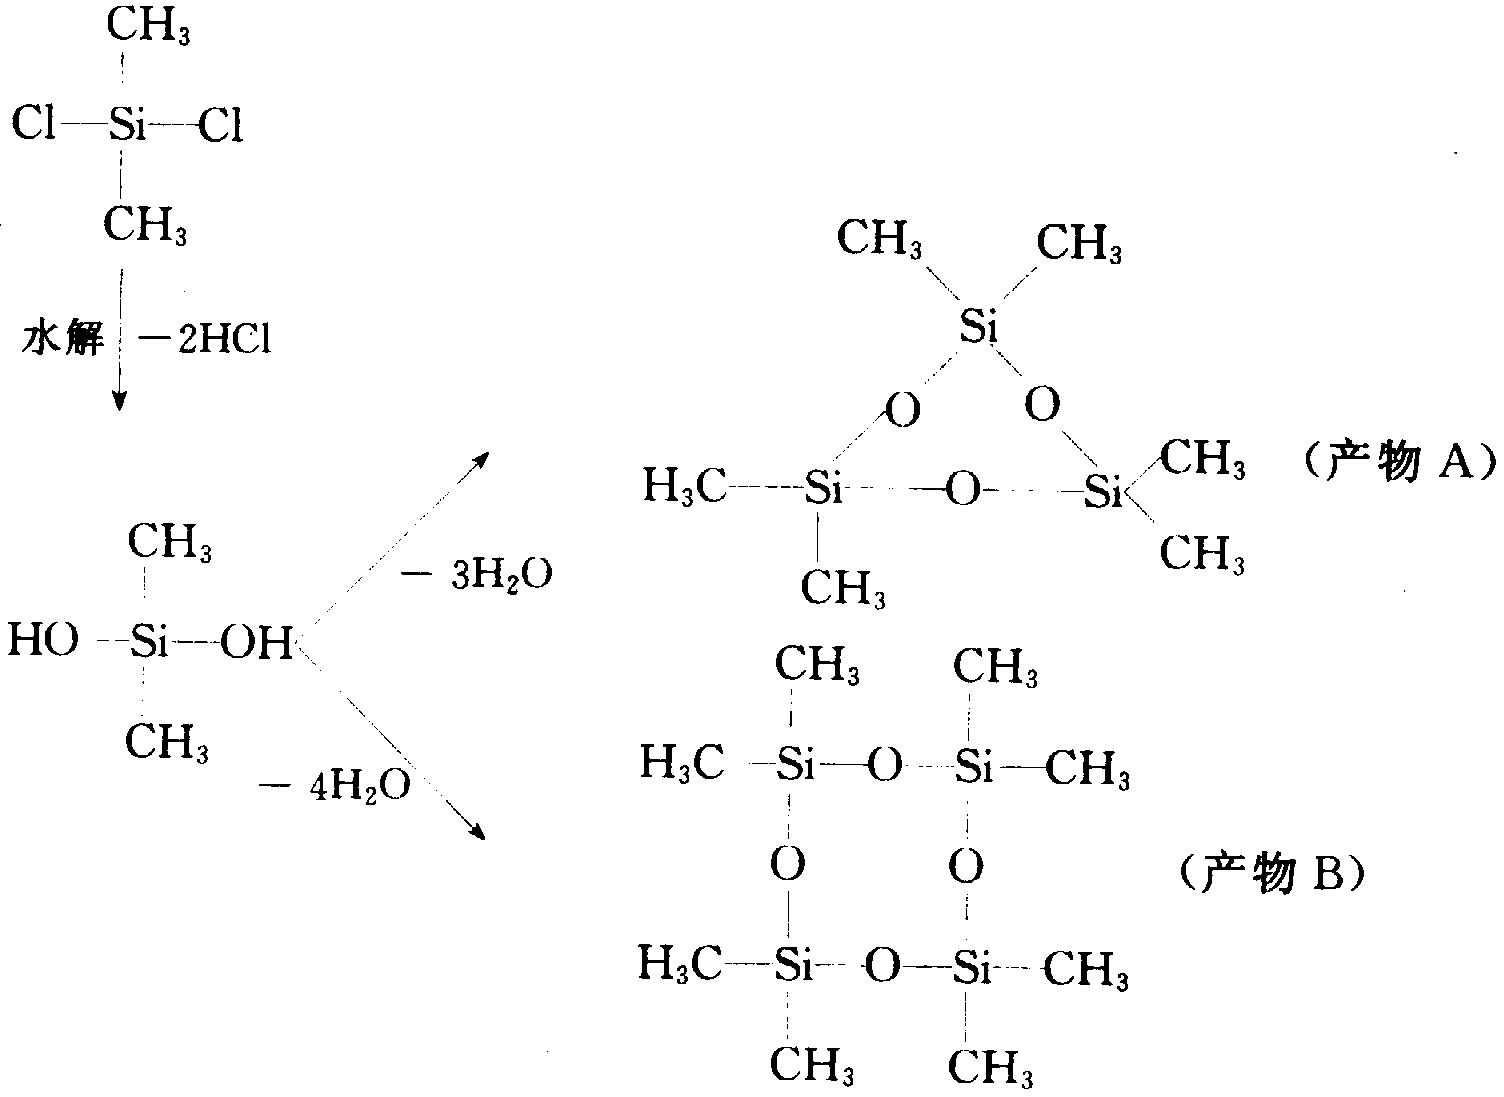 CH₃
Cl—Si—Cl
CH₃
水解 −2HCl
CH₃
HO—Si—OH
CH₃
− 3H₂O
− 4H₂O
CH₃ CH₃
Si
O O
H₃C—Si—O—Si CH₃ (产物 A)
CH₃ CH₃
CH₃ CH₃
H₃C—Si—O—Si—CH₃
O O (产物 B)
H₃C—Si—O—Si—CH₃
CH₃ CH₃